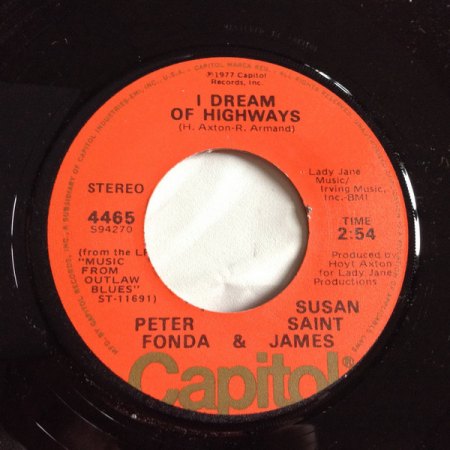 ℗1977 Capitol
Records, Inc.
I DREAM
OF HIGHWAYS
(H. Axton-R. Armand)
STEREO
4465
S94270
(from the LP
"MUSIC
FROM
OUTLAW
BLUES"
ST-11691)
Lady Jane
Music/
Irving Music,
Inc.-BMI
TIME
2:54
Produced by
Hoyt Axton
for Lady Jane
Productions
PETER
FONDA & 
SUSAN
SAINT
JAMES
Capitol®